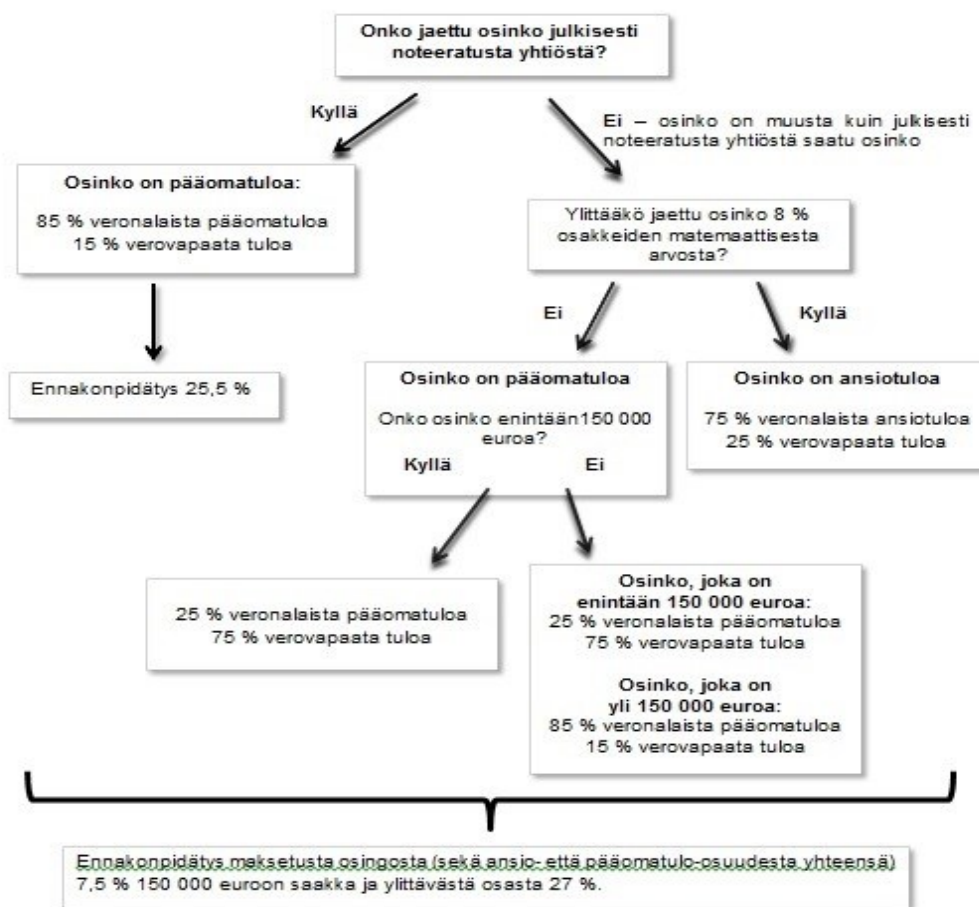 Onko jaettu osinko julkisesti
noteeratusta yhtiöstä?
Kyllä
Ei – osinko on muusta kuin julkisesti
noteeratusta yhtiöstä saatu osinko
Osinko on pääomatuloa:
85 % veronalaista pääomatuloa
15 % verovapaata tuloa
Ylittääkö jaettu osinko 8 %
osakkeiden matemaattisesta
arvosta?
Ei
Kyllä
Ennakonpidätys 25,5 %
Osinko on pääomatuloa
Onko osinko enintään 150 000
euroa?
Kyllä
Ei
Osinko on ansiotuloa
75 % veronalaista ansiotuloa
25 % verovapaata tuloa
25 % veronalaista pääomatuloa
75 % verovapaata tuloa
Osinko, joka on
enintään 150 000 euroa:
25 % veronalaista pääomatuloa
75 % verovapaata tuloa
Osinko, joka on
yli 150 000 euroa:
85 % veronalaista pääomatuloa
15 % verovapaata tuloa
Ennakonpidätys maksetusta osingosta (sekä ansio- että pääomatulo-osuudesta yhteensä)
7,5 % 150 000 euroon saakka ja ylittävästä osasta 27 %.